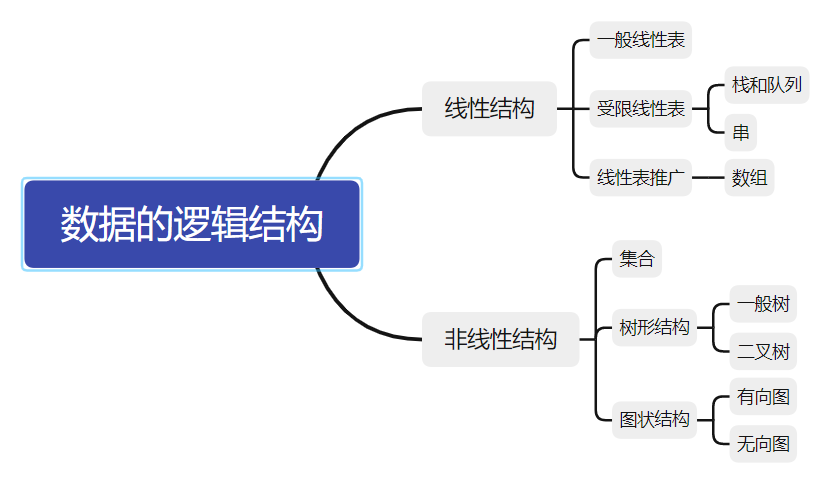 数据的逻辑结构
线性结构
一般线性表
受限线性表
栈和队列
串
线性表推广
数组
非线性结构
集合
树形结构
一般树
二叉树
图状结构
有向图
无向图